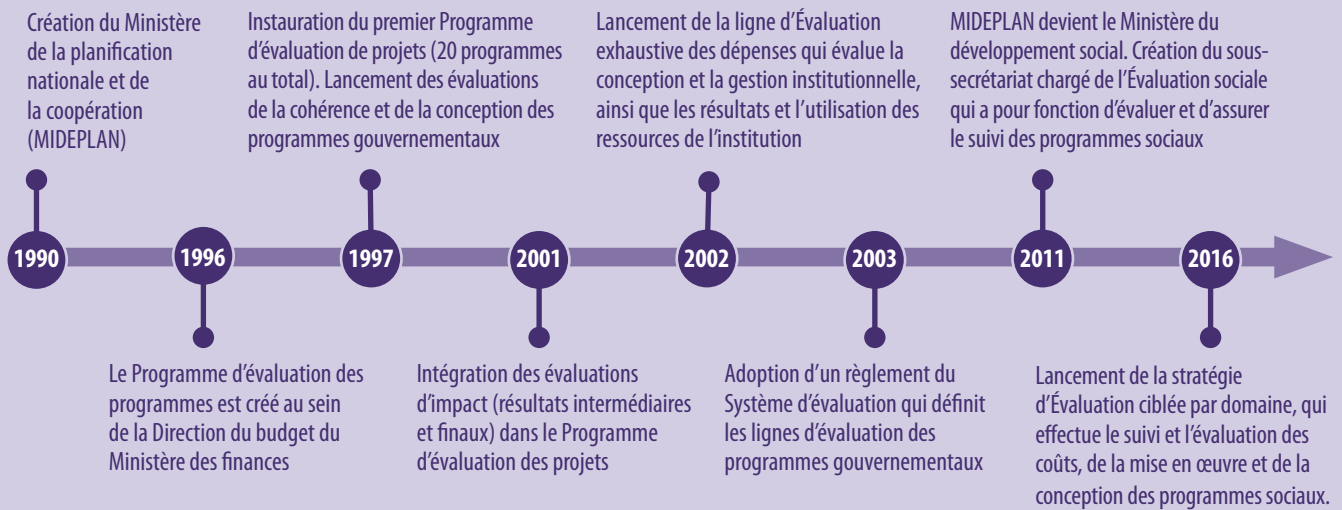 Création du Ministère
de la planification
nationale et de
la coopération
(MIDEPLAN)
Instauration du premier Programme
d'évaluation de projets (20 programmes
au total). Lancement des évaluations
de la cohérence et de la conception des
programmes gouvernementaux
Lancement de la ligne d'Évaluation
exhaustive des dépenses qui évalue la
conception et la gestion institutionnelle,
ainsi que les résultats et l'utilisation des
ressources de l'institution
MIDEPLAN devient le Ministère du
développement social. Création du sous-
secrétariat chargé de l'Évaluation sociale
qui a pour fonction d'évaluer et d'assurer
le suivi des programmes sociaux
1990 1996 1997 2001 2002 2003 2011 2016
Le Programme d'évaluation des
programmes est créé au sein
de la Direction du budget du
Ministère des finances
Intégration des évaluations
d'impact (résultats intermédiaires
et finaux) dans le Programme
d'évaluation des projets
Adoption d'un règlement du
Système d'évaluation qui définit
les lignes d'évaluation des
programmes gouvernementaux
Lancement de la stratégie
d'Évaluation ciblée par domaine, qui
effectue le suivi et l'évaluation des
coûts, de la mise en œuvre et de la
conception des programmes sociaux.